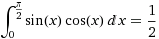 ∫₀^{π/2} sin(x) cos(x) dx = 1/2